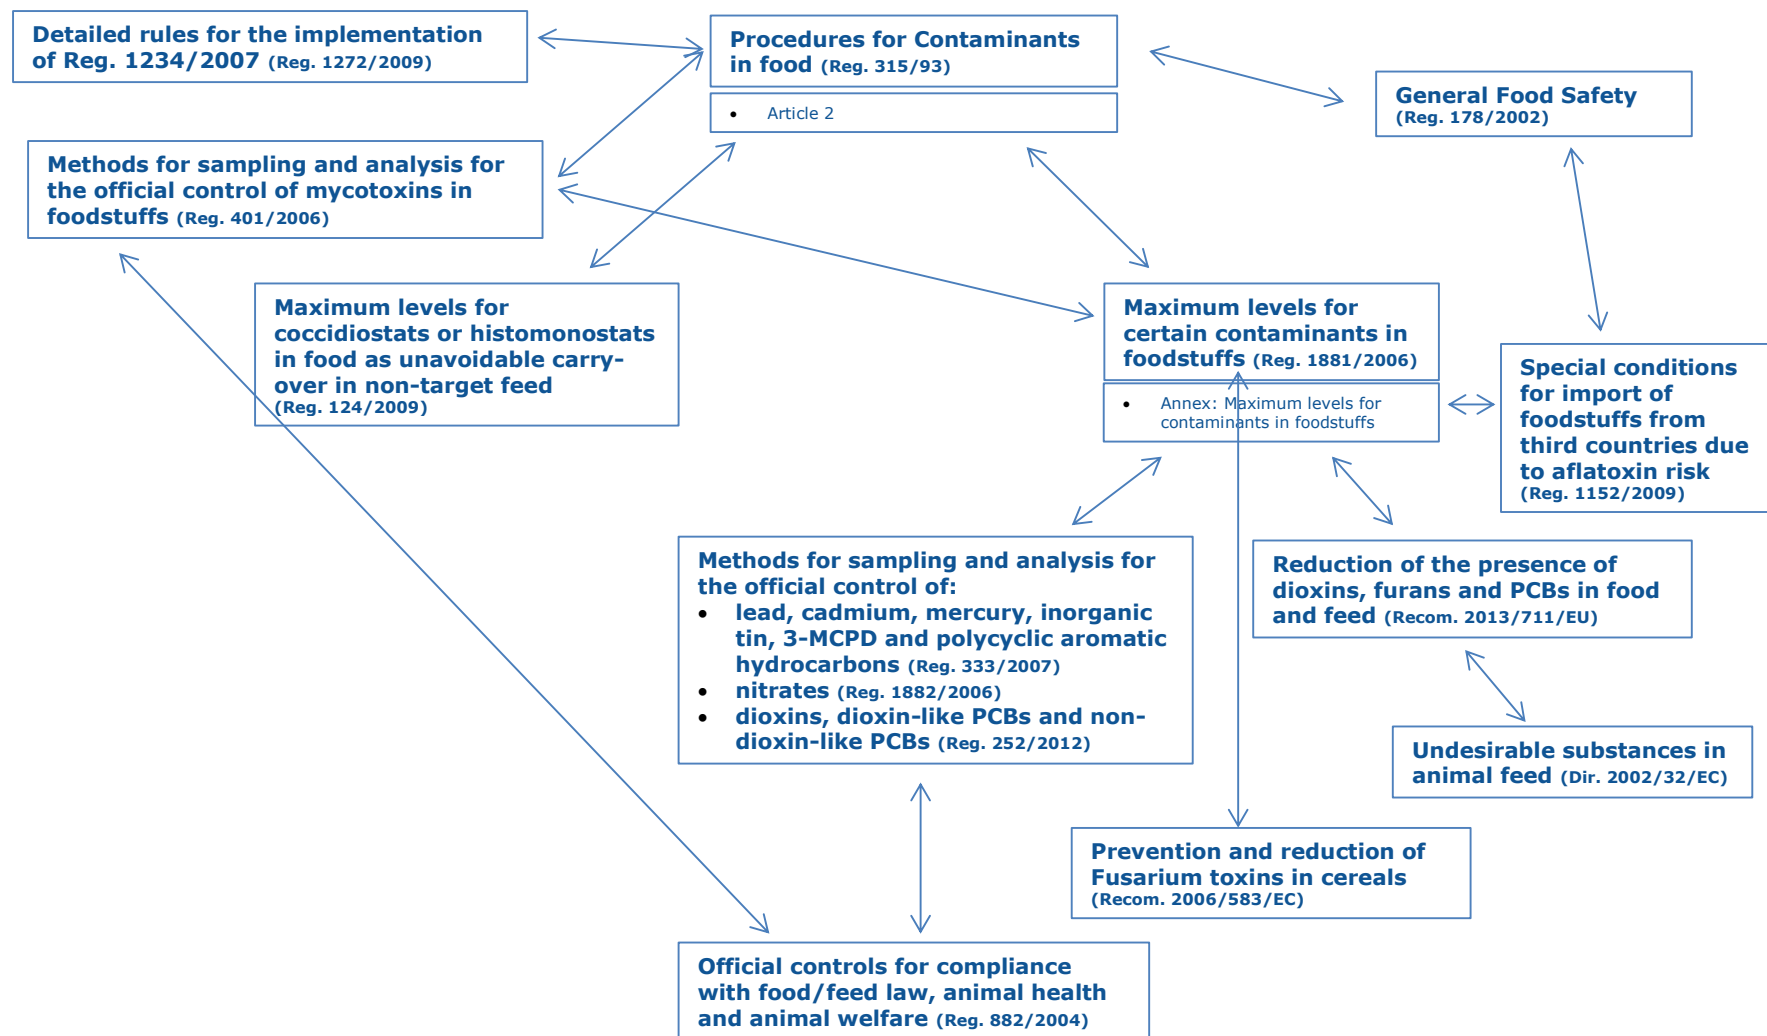 Detailed rules for the implementation
of Reg. 1234/2007 (Reg. 1272/2009)
Procedures for Contaminants
in food (Reg. 315/93)
• Article 2
General Food Safety
(Reg. 178/2002)
Methods for sampling and analysis for
the official control of mycotoxins in
foodstuffs (Reg. 401/2006)
Maximum levels for
coccidiostats or histomonostats
in food as unavoidable carry-
over in non-target feed
(Reg. 124/2009)
Maximum levels for
certain contaminants in
foodstuffs (Reg. 1881/2006)
• Annex: Maximum levels for
contaminants in foodstuffs
Special conditions
for import of
foodstuffs from
third countries due
to aflatoxin risk
(Reg. 1152/2009)
Methods for sampling and analysis for
the official control of:
• lead, cadmium, mercury, inorganic
tin, 3-MCPD and polycyclic aromatic
hydrocarbons (Reg. 333/2007)
• nitrates (Reg. 1882/2006)
• dioxins, dioxin-like PCBs and non-
dioxin-like PCBs (Reg. 252/2012)
Reduction of the presence of
dioxins, furans and PCBs in food
and feed (Recom. 2013/711/EU)
Undesirable substances in
animal feed (Dir. 2002/32/EC)
Prevention and reduction of
Fusarium toxins in cereals
(Recom. 2006/583/EC)
Official controls for compliance
with food/feed law, animal health
and animal welfare (Reg. 882/2004)